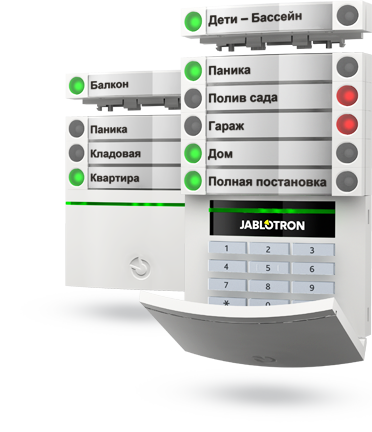 Дети – Бассейн
Балкон
Паника
Кладовая
Квартира
Паника
Полив сада
Гараж
Дом
Полная постановка
JABLOTRON
1 2 3
4 5 6
7 8 9
* 0